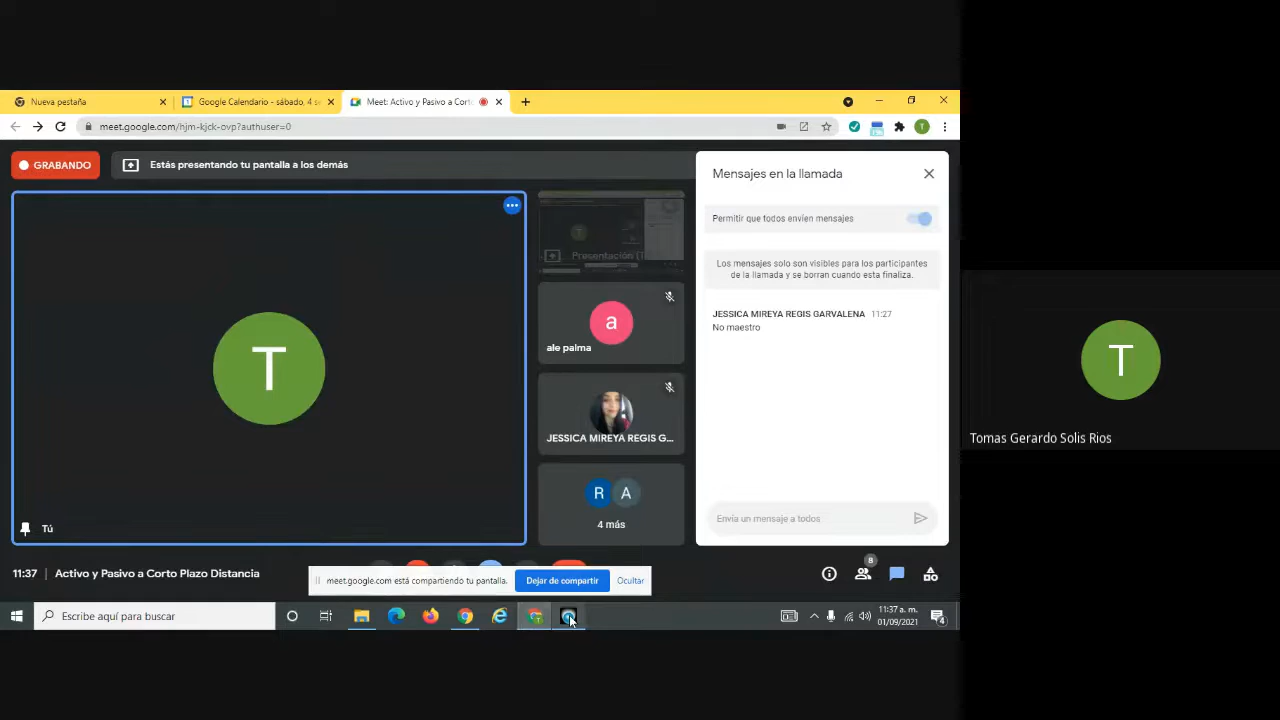 Nueva pestaña
Google Calendario - sábado, 4 s
Meet: Activo y Pasivo a Cort
meet.google.com/hjm-kjck-ovp?authuser=0
T
GRABANDO
Estás presentando tu pantalla a los demás
T
Tú
T
Presentación (T
a
ale palma
JESSICA MIREYA REGIS G...
R A
4 más
Mensajes en la llamada
Permitir que todos envíen mensajes
Los mensajes solo son visibles para los participantes
de la llamada y se borran cuando esta finaliza.
JESSICA MIREYA REGIS GARVALENA 11:27
No maestro
Envía un mensaje a todos
T
Tomas Gerardo Solis Rios
11:37 | Activo y Pasivo a Corto Plazo Distancia
8
meet.google.com está compartiendo tu pantalla.
Dejar de compartir
Ocultar
Escribe aquí para buscar
11:37 a. m.
01/09/2021
4